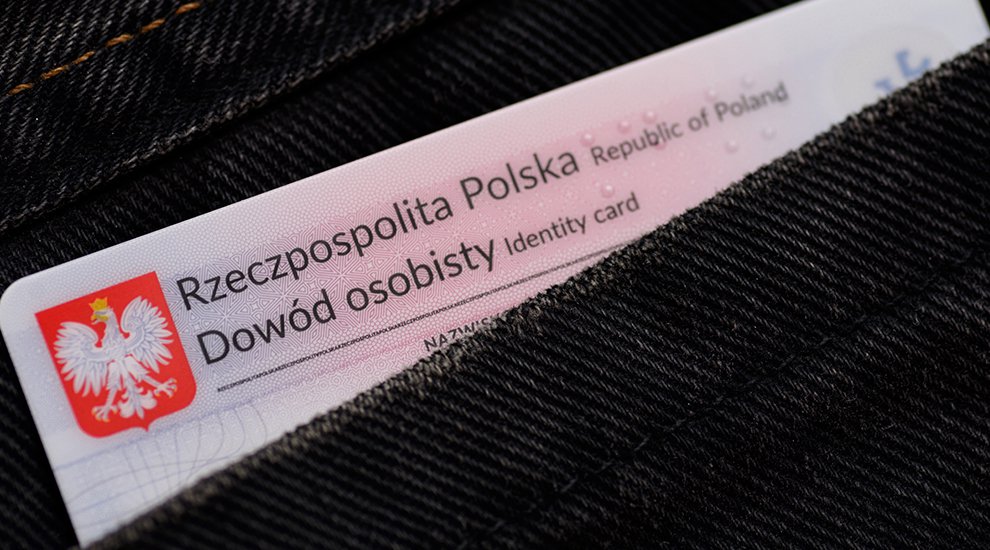 Rzeczpospolita Polska Republic of Poland
Dowód osobisty Identity card